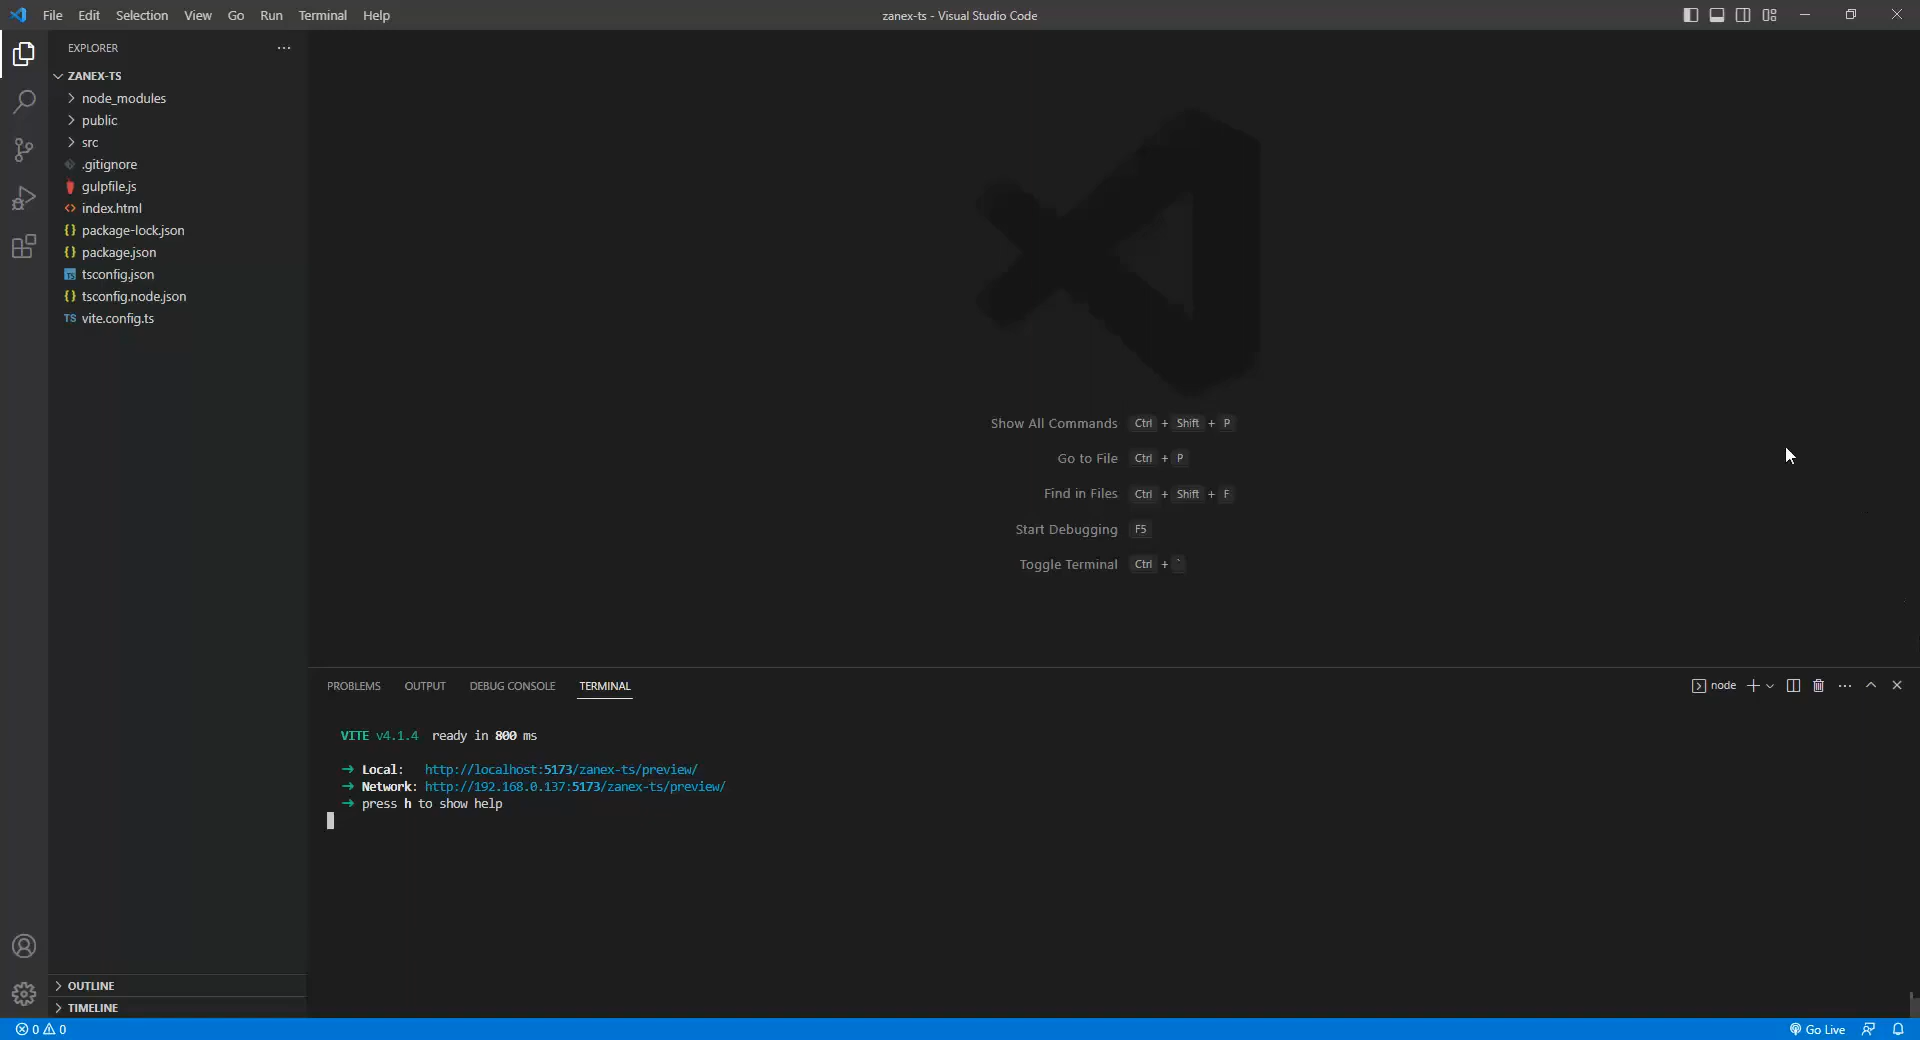 File Edit Selection View Go Run Terminal Help
zanex-ts - Visual Studio Code
EXPLORER
ZANEX-TS
node_modules
public
src
.gitignore
gulpfile.js
<> index.html
{} package-lock.json
{} package.json
TS tsconfig.json
{} tsconfig.node.json
TS vite.config.ts
Show All Commands Ctrl + Shift + P
Go to File Ctrl + P
Find in Files Ctrl + Shift + F
Start Debugging F5
Toggle Terminal Ctrl + `
PROBLEMS OUTPUT DEBUG CONSOLE TERMINAL
node
VITE v4.1.4 ready in 800 ms
➜ Local: http://localhost:5173/zanex-ts/preview/
➜ Network: http://192.168.0.137:5173/zanex-ts/preview/
➜ press h to show help
OUTLINE
TIMELINE
0 0
Go Live